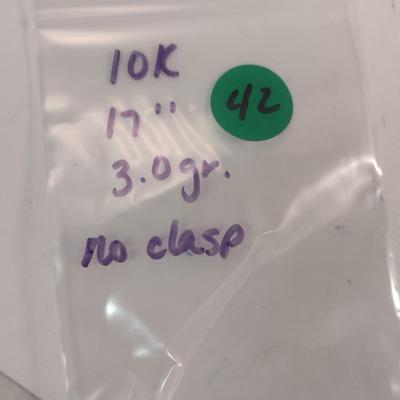 10K
17"
42
3.0gr.
no clasp